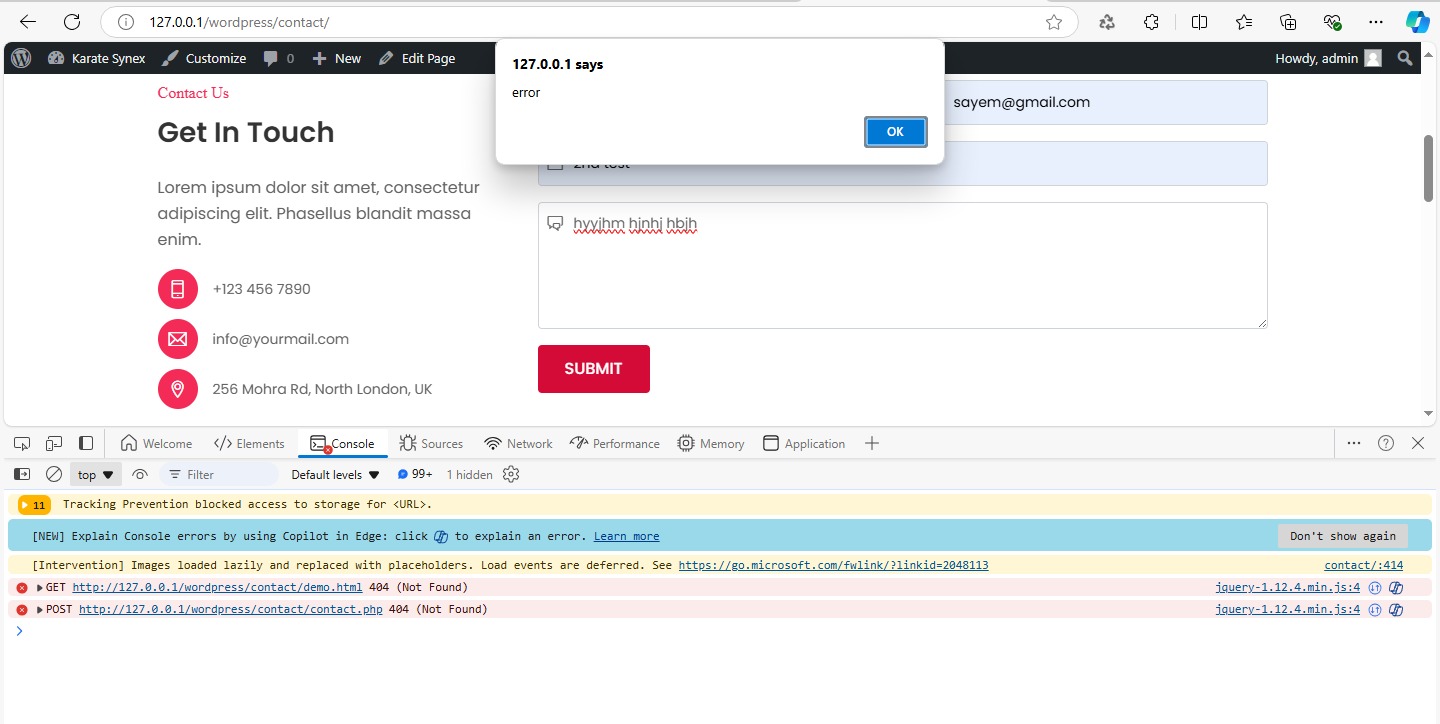 127.0.0.1/wordpress/contact/
Karate Synex
Customize
0
New
Edit Page
Howdy, admin
127.0.0.1 says
error
OK
Contact Us
Get In Touch
Lorem ipsum dolor sit amet, consectetur
adipiscing elit. Phasellus blandit massa
enim.
+123 456 7890
info@yourmail.com
256 Mohra Rd, North London, UK
sayem@gmail.com
2nd test
hyyjhm hjnhj hbjh
SUBMIT
Welcome
Elements
Console
Sources
Network
Performance
Memory
Application
top
Filter
Default levels
99+
1 hidden
11 Tracking Prevention blocked access to storage for <URL>.
[NEW] Explain Console errors by using Copilot in Edge: click to explain an error. Learn more
Don't show again
[Intervention] Images loaded lazily and replaced with placeholders. Load events are deferred. See https://go.microsoft.com/fwlink/?linkid=2048113 contact/:414
GET http://127.0.0.1/wordpress/contact/demo.html 404 (Not Found) jquery-1.12.4.min.js:4
POST http://127.0.0.1/wordpress/contact/contact.php 404 (Not Found) jquery-1.12.4.min.js:4